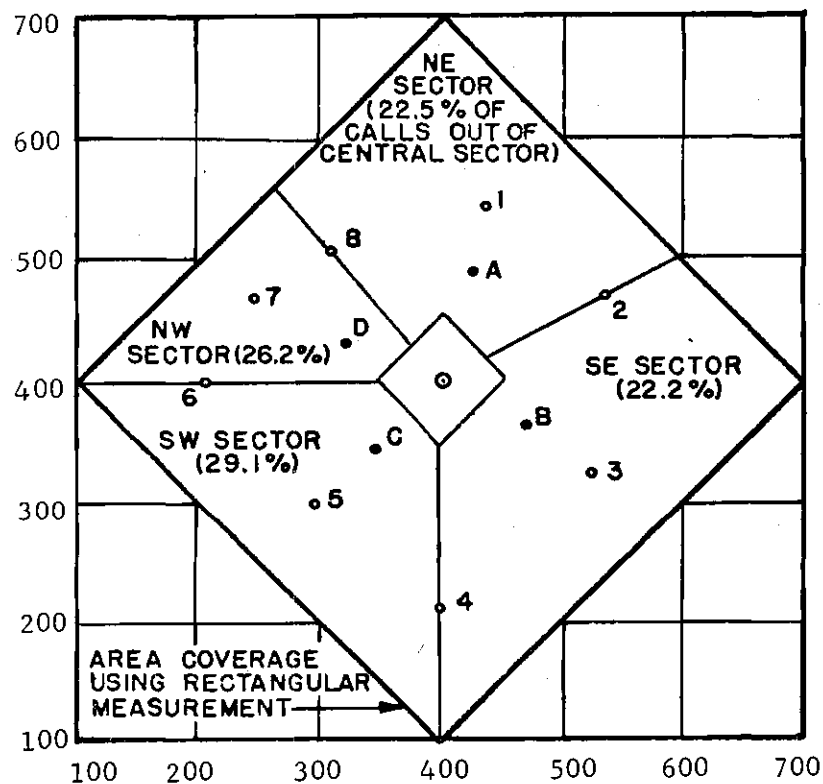 700
NE
SECTOR
(22.5% OF
CALLS OUT OF
CENTRAL SECTOR)
600
1
8
500
A
7
2
NW
SECTOR(26.2%)
D
SE SECTOR
(22.2%)
400
6
B
SW SECTOR
(29.1%)
C
3
5
300
4
200
AREA COVERAGE
USING RECTANGULAR
MEASUREMENT
100
100 200 300 400 500 600 700